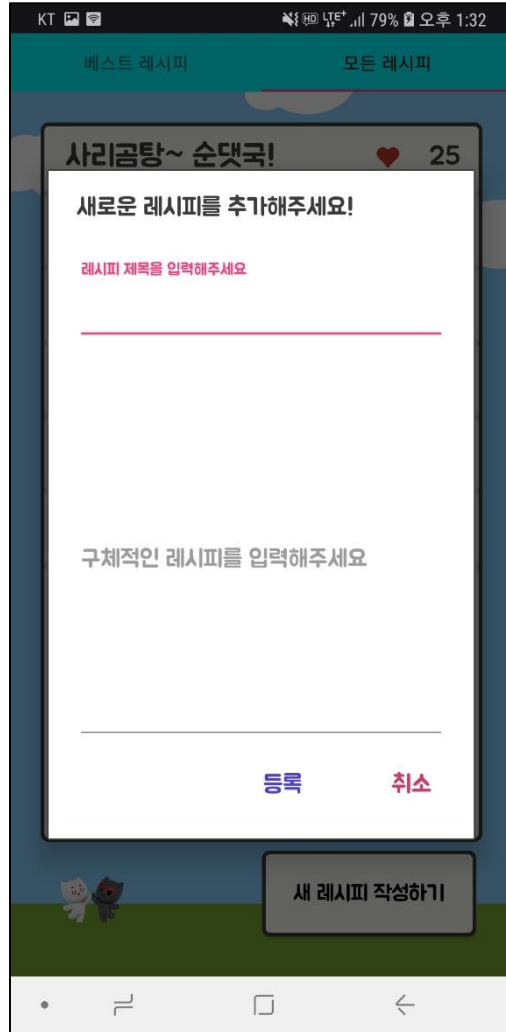 KT HD LTE+ 79% 오후 1:32
베스트 레시피 모든 레시피
사리곰탕~ 순댓국! 25
새로운 레시피를 추가해주세요!
레시피 제목을 입력해주세요
구체적인 레시피를 입력해주세요
등록 취소
새 레시피 작성하기